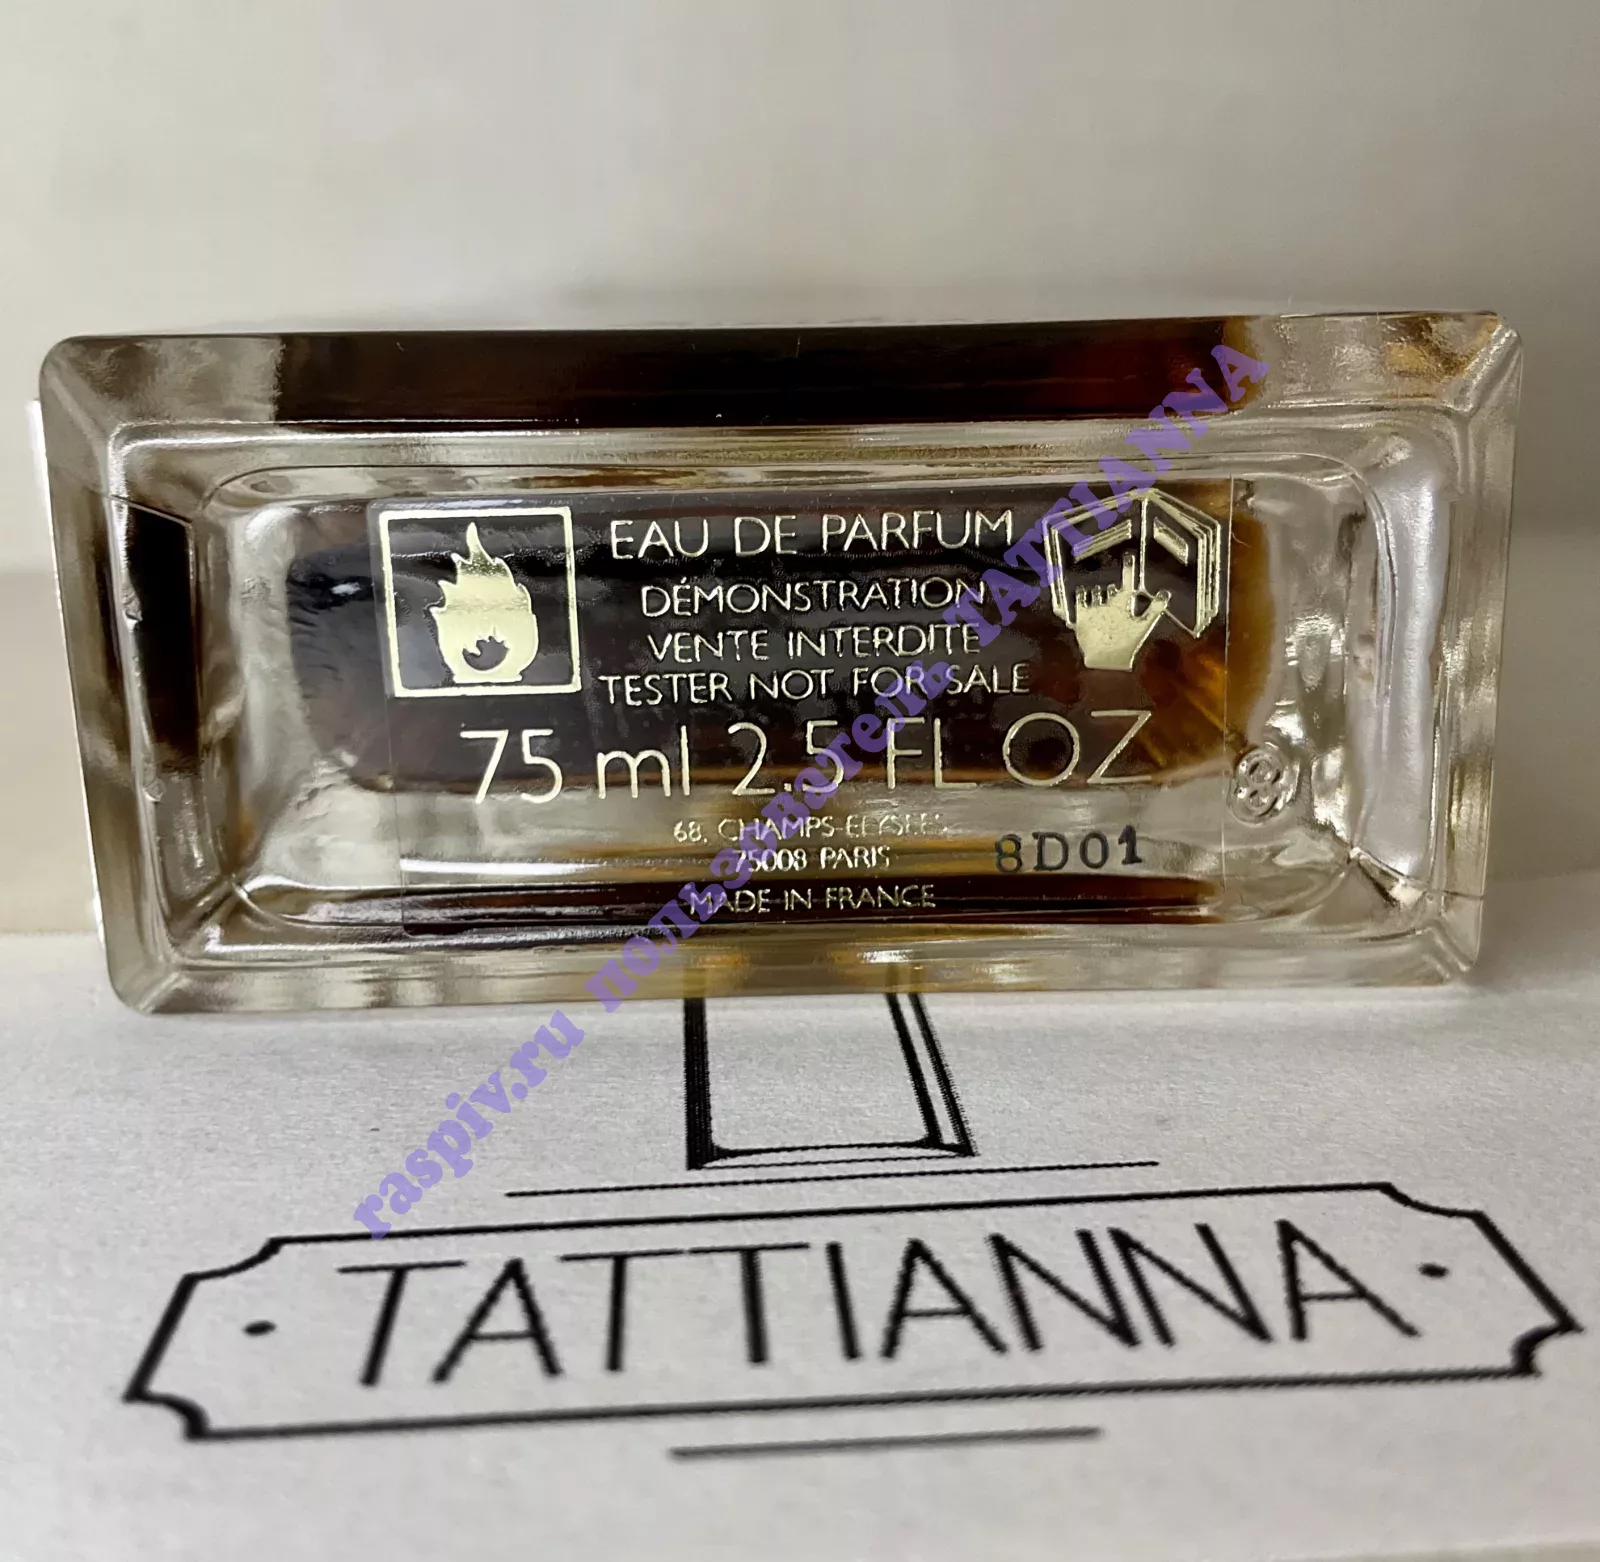 EAU DE PARFUM
DÉMONSTRATION
VENTE INTERDITE
TESTER NOT FOR SALE
75 ml 2.5 FL OZ
68, CHAMPS-ELYSEES
75008 PARIS
8D01
MADE IN FRANCE
raspiv.ru пользователь TATTIANNA
· TATTIANNA ·